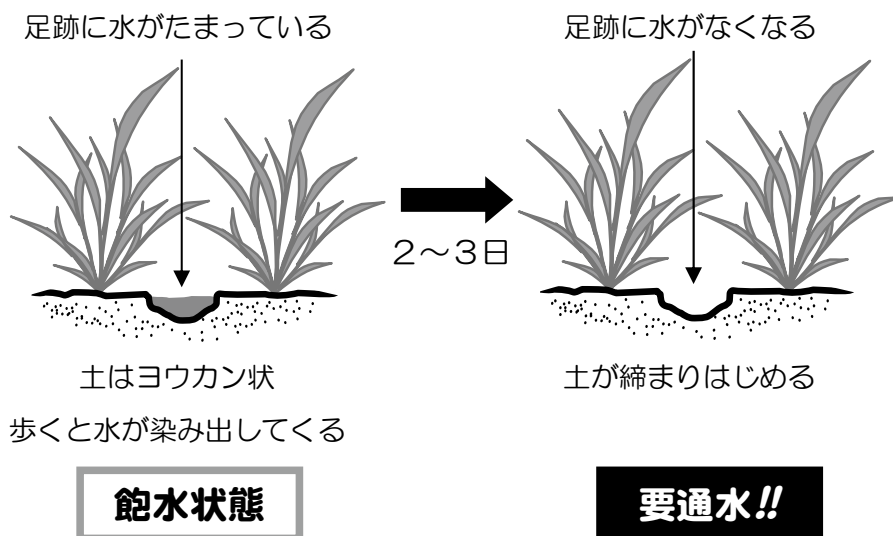 足跡に水がたまっている
足跡に水がなくなる
2～3日
土はヨウカン状
歩くと水が染み出してくる
土が締まりはじめる
飽水状態
要通水!!